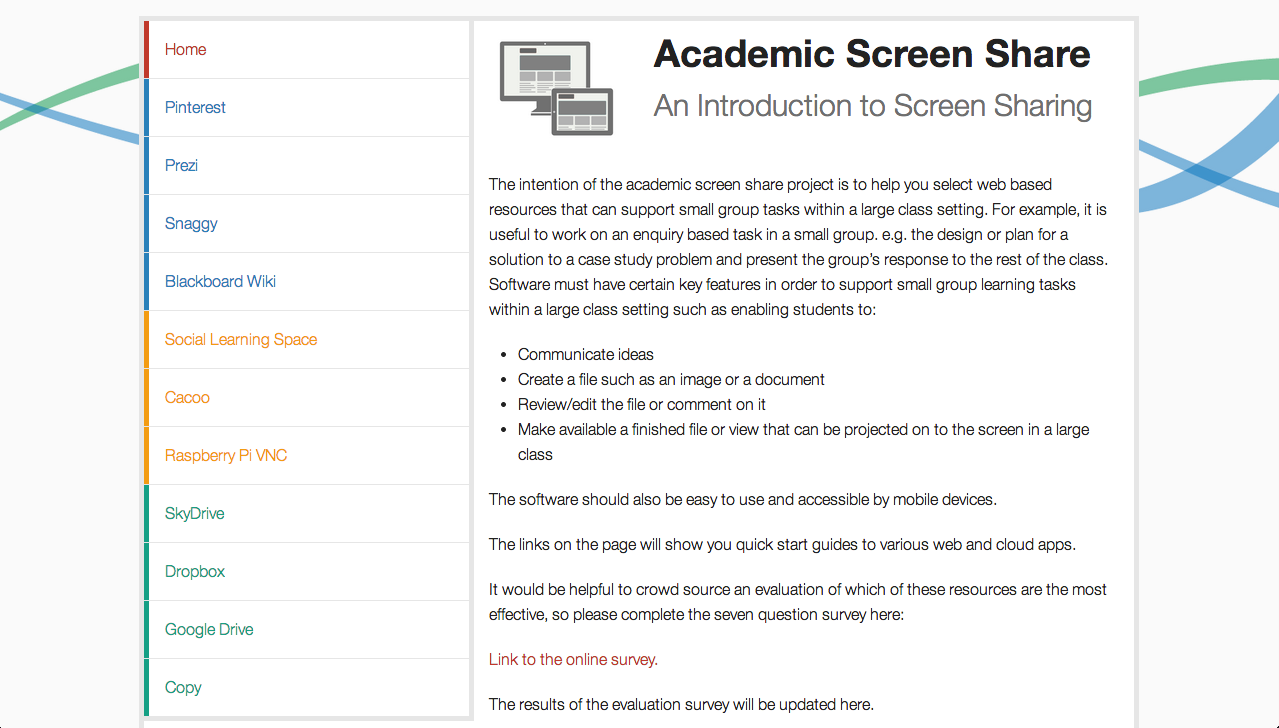 Home
Pinterest
Prezi
Snaggy
Blackboard Wiki
Social Learning Space
Cacoo
Raspberry Pi VNC
SkyDrive
Dropbox
Google Drive
Copy
Academic Screen Share
An Introduction to Screen Sharing
The intention of the academic screen share project is to help you select web based
resources that can support small group tasks within a large class setting. For example, it is
useful to work on an enquiry based task in a small group. e.g. the design or plan for a
solution to a case study problem and present the group's response to the rest of the class.
Software must have certain key features in order to support small group learning tasks
within a large class setting such as enabling students to:
• Communicate ideas
• Create a file such as an image or a document
• Review/edit the file or comment on it
• Make available a finished file or view that can be projected on to the screen in a large
class
The software should also be easy to use and accessible by mobile devices.
The links on the page will show you quick start guides to various web and cloud apps.
It would be helpful to crowd source an evaluation of which of these resources are the most
effective, so please complete the seven question survey here:
Link to the online survey.
The results of the evaluation survey will be updated here.